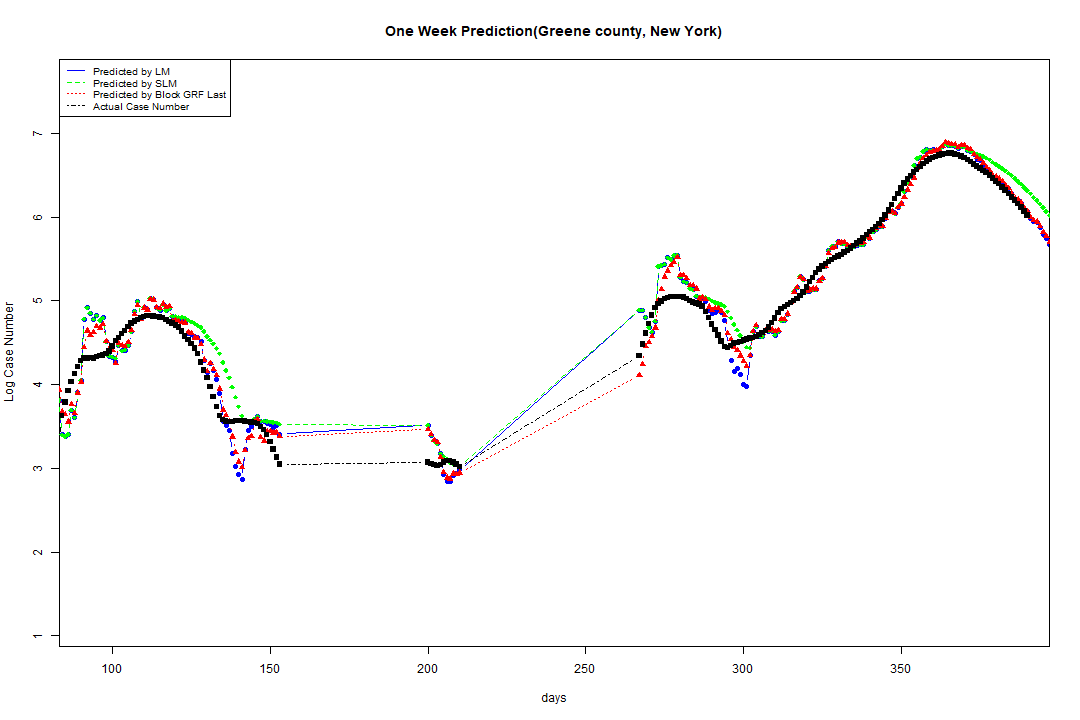 One Week Prediction(Greene county, New York)
Predicted by LM
Predicted by SLM
Predicted by Block GRF Last
Actual Case Number
7
6
5
4
3
2
1
Log Case Number
100 150 200 250 300 350
days